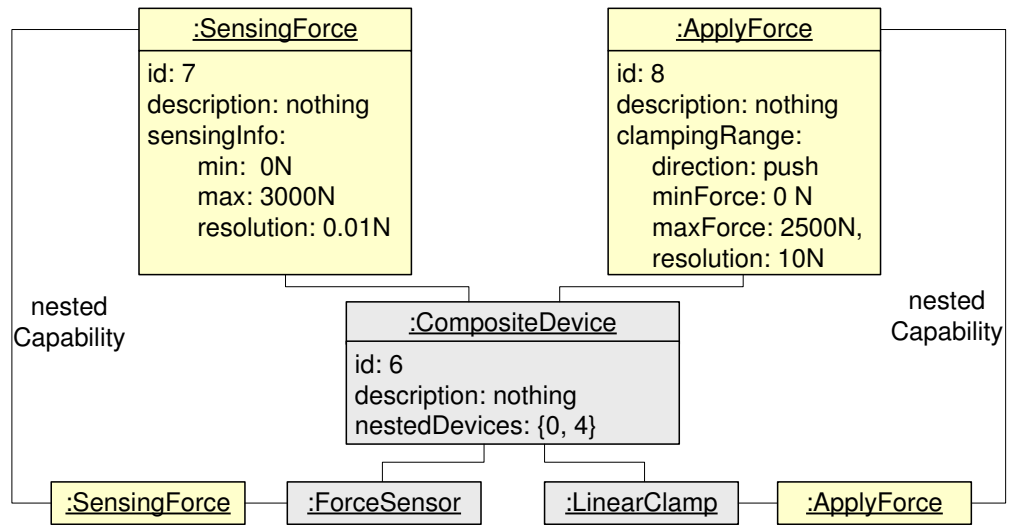 :SensingForce
id: 7
description: nothing
sensingInfo:
min: 0N
max: 3000N
resolution: 0.01N
:ApplyForce
id: 8
description: nothing
clampingRange:
direction: push
minForce: 0 N
maxForce: 2500N,
resolution: 10N
nested
Capability
nested
Capability
:CompositeDevice
id: 6
description: nothing
nestedDevices: {0, 4}
:SensingForce
:ForceSensor
:LinearClamp
:ApplyForce